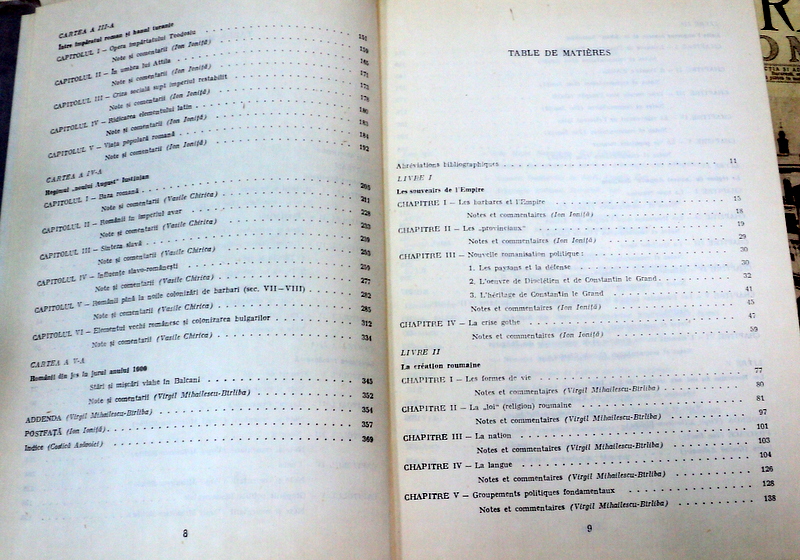 CARTEA A III-A
Între împăratul roman și hanul turanic
CAPITOLUL I – Opera împăratului Teodosiu 151
Note și comentarii (Ion Ioniță) 159
CAPITOLUL II – În umbra lui Attila 165
Note și comentarii (Ion Ioniță) 171
CAPITOLUL III – Criza socială supt imperiul restabilit 173
Note și comentarii (Ion Ioniță) 178
CAPITOLUL IV – Ridicarea elementului latin 180
Note și comentarii (Ion Ioniță) 183
CAPITOLUL V – Viața populară romană 184
Note și comentarii (Ion Ioniță) 192
CARTEA A IV-A
Regimul „noului August" Iustinian
CAPITOLUL I – Baza romană 205
Note și comentarii (Vasile Chirica) 211
CAPITOLUL II – Românii în imperiul avar 228
Note și comentarii (Vasile Chirica) 233
CAPITOLUL III – Sinteza slavă 239
Note și comentarii (Vasile Chirica) 255
CAPITOLUL IV – Influențe slavo-românești 259
Note și comentarii (Vasile Chirica) 277
CAPITOLUL V – Românii pînă la noile colonizări de barbari (sec. VII–VIII) 282
Note și comentarii (Vasile Chirica) 285
CAPITOLUL VI – Elementul vechi românesc și colonizarea bulgarilor 312
Note și comentarii (Vasile Chirica) 334
CARTEA A V-A
Românii din jos în jurul anului 1000
Stări și mișcări vlahe în Balcani 345
Note și comentarii (Virgil Mihailescu-Bîrliba) 352
ADDENDA (Virgil Mihailescu-Bîrliba) 354
POSTFAȚĂ (Ion Ioniță) 357
Indice 369
8
TABLE DE MATIÈRES
Abréviations bibliographiques 11
LIVRE I
Les souvenirs de l'Empire
CHAPITRE I – Les barbares et l'Empire 15
Notes et commentaires (Ion Ioniță) 18
CHAPITRE II – Les „provinciaux" 19
Notes et commentaires (Ion Ioniță) 29
CHAPITRE III – Nouvelle romanisation politique: 30
1. Les paysans et la défense 30
2. L'oeuvre de Dioclétien et de Constantin le Grand 32
3. L'héritage de Constantin le Grand 41
Notes et commentaires (Ion Ioniță) 45
CHAPITRE IV – La crise gothe 47
Notes et commentaires (Ion Ioniță) 59
LIVRE II
La création roumaine
CHAPITRE I – Les formes de vie 77
Notes et commentaires (Virgil Mihailescu-Bîrliba) 80
CHAPITRE II – La „loi" (religion) roumaine 81
Notes et commentaires (Virgil Mihailescu-Bîrliba) 97
CHAPITRE III – La nation 101
Notes et commentaires (Virgil Mihailescu-Bîrliba) 103
CHAPITRE IV – La langue 104
Notes et commentaires (Virgil Mihailescu-Bîrliba) 126
CHAPITRE V – Groupements politiques fondamentaux 128
Notes et commentaires (Virgil Mihailescu-Bîrliba) 138
9